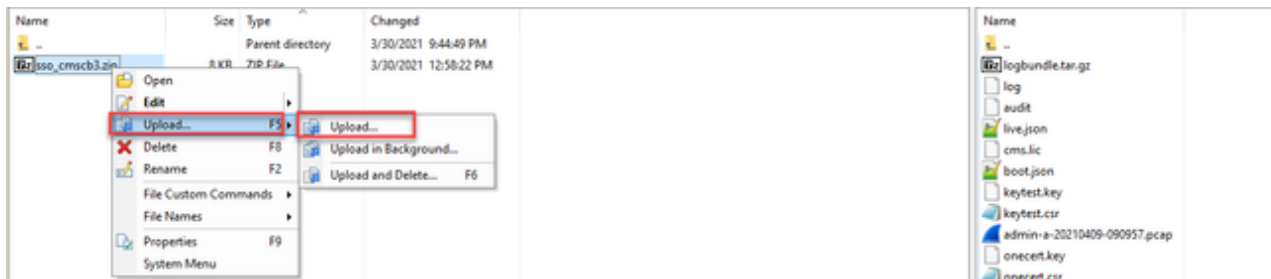 Name Size Type Changed
.. Parent directory 3/30/2021 9:44:49 PM
sso_cmscb3.zip 8 KB ZIP File 3/30/2021 12:58:22 PM
Open
Edit
Upload... F5
Delete F8
Rename F2
File Custom Commands
File Names
Properties F9
System Menu
Upload...
Upload in Background...
Upload and Delete... F6
Name
..
logbundle.tar.gz
log
audit
live.json
cms.lic
boot.json
keytest.key
keytest.csr
admin-a-20210409-090957.pcap
onecert.key
onecert.csr